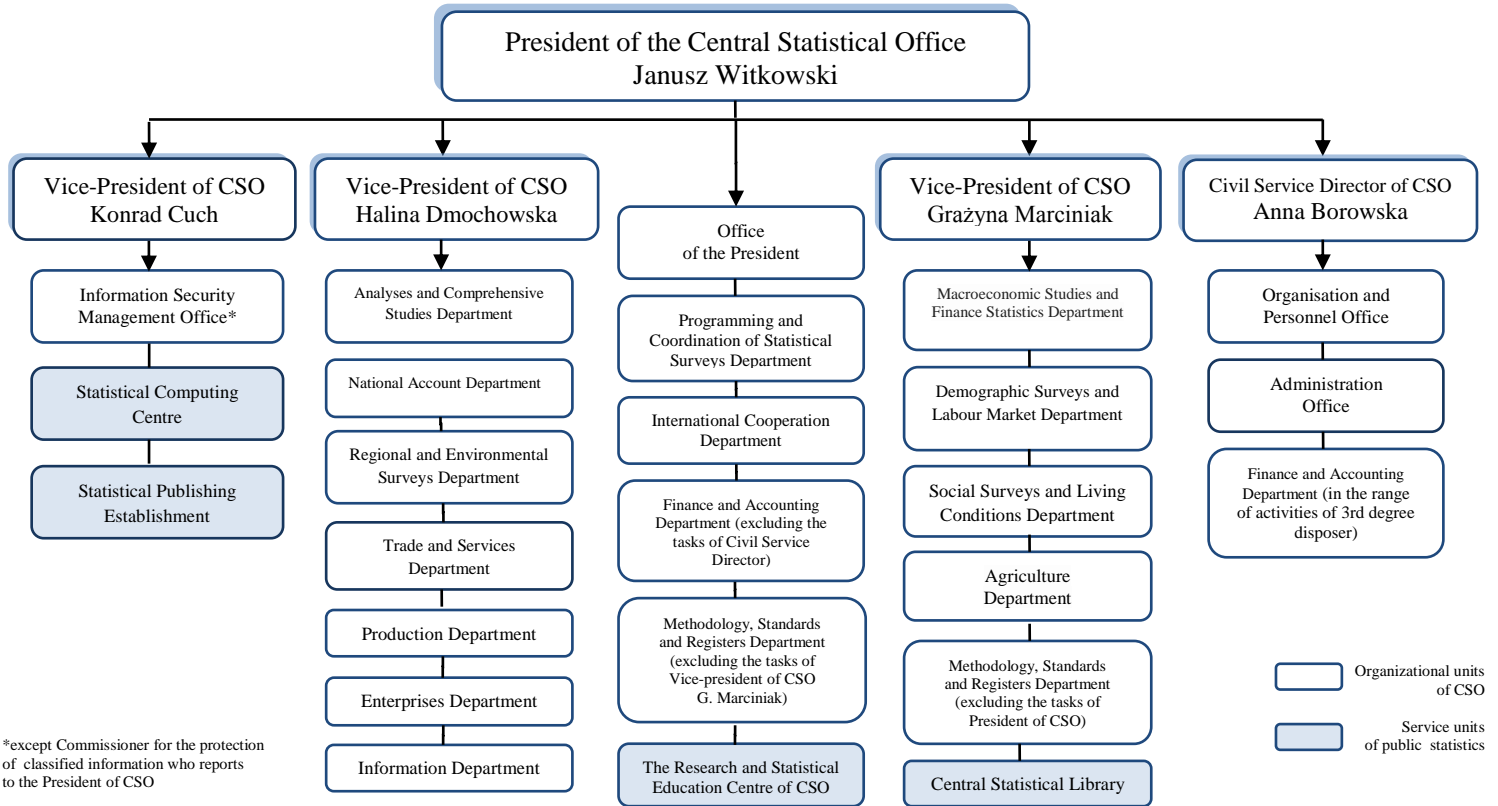 President of the Central Statistical Office
Janusz Witkowski
Vice-President of CSO
Konrad Cuch
Information Security
Management Office*
Statistical Computing
Centre
Statistical Publishing
Establishment
Vice-President of CSO
Halina Dmochowska
Analyses and Comprehensive
Studies Department
National Account Department
Regional and Environmental
Surveys Department
Trade and Services
Department
Production Department
Enterprises Department
Information Department
Office
of the President
Programming and
Coordination of Statistical
Surveys Department
International Cooperation
Department
Finance and Accounting
Department (excluding the
tasks of Civil Service
Director)
Methodology, Standards
and Registers Department
(excluding the tasks of
Vice-president of CSO
G. Marciniak)
The Research and Statistical
Education Centre of CSO
Vice-President of CSO
Grażyna Marciniak
Macroeconomic Studies and
Finance Statistics Department
Demographic Surveys and
Labour Market Department
Social Surveys and Living
Conditions Department
Agriculture
Department
Methodology, Standards
and Registers Department
(excluding the tasks of
President of CSO)
Central Statistical Library
Civil Service Director of CSO
Anna Borowska
Organisation and
Personnel Office
Administration
Office
Finance and Accounting
Department (in the range
of activities of 3rd degree
disposer)
Organizational units
of CSO
Service units
of public statistics
*except Commissioner for the protection
of classified information who reports
to the President of CSO